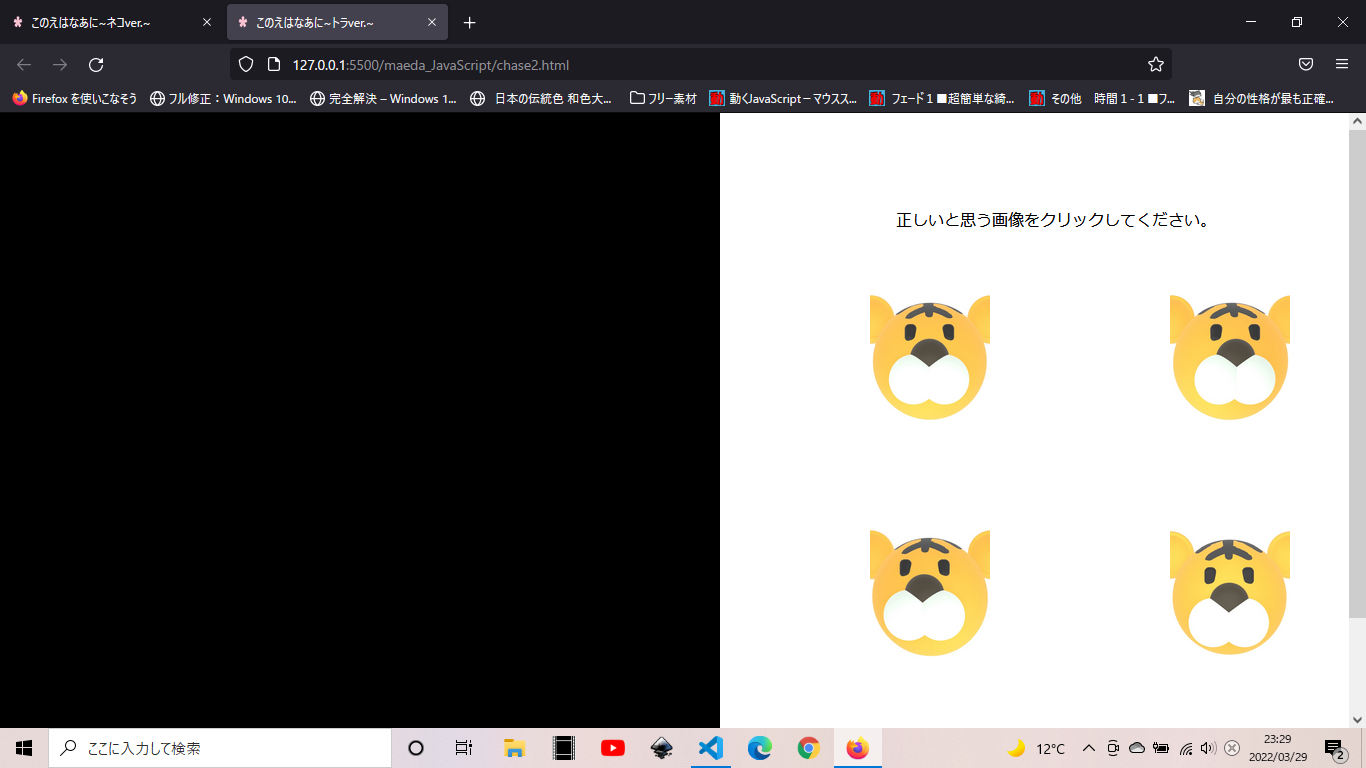 このえはなあに~ネコver.~
このえはなあに~トラver.~
127.0.0.1:5500/maeda_JavaScript/chase2.html
Firefox を使いこなそう
フル修正：Windows 10...
完全解決 – Windows 1...
日本の伝統色 和色大...
フリー素材
動くJavaScript－マウスス...
フェード１■超簡単な綺...
その他　時間１-１■フ...
自分の性格が最も正確...
正しいと思う画像をクリックしてください。
ここに入力して検索
12°C
23:29
2022/03/29
2